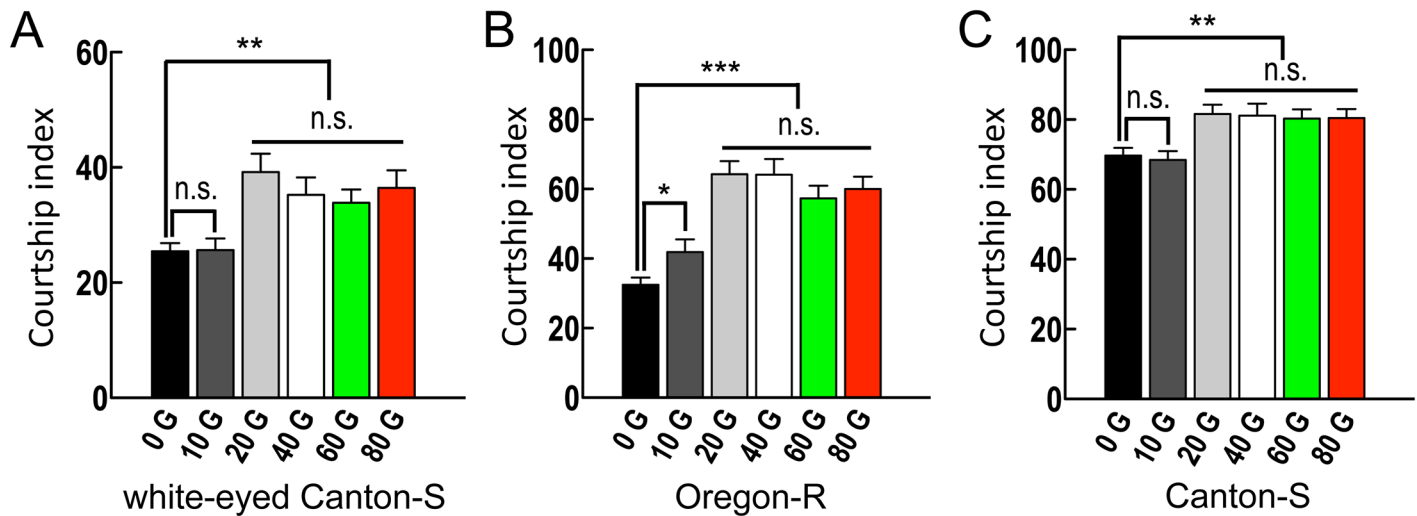 A
Courtship index
60
40
20
0
**
n.s.
n.s.
0 G
10 G
20 G
40 G
60 G
80 G
white-eyed Canton-S
B
Courtship index
100
80
60
40
20
0
***
n.s.
*
0 G
10 G
20 G
40 G
60 G
80 G
Oregon-R
C
Courtship index
100
80
60
40
20
0
**
n.s.
n.s.
0 G
10 G
20 G
40 G
60 G
80 G
Canton-S